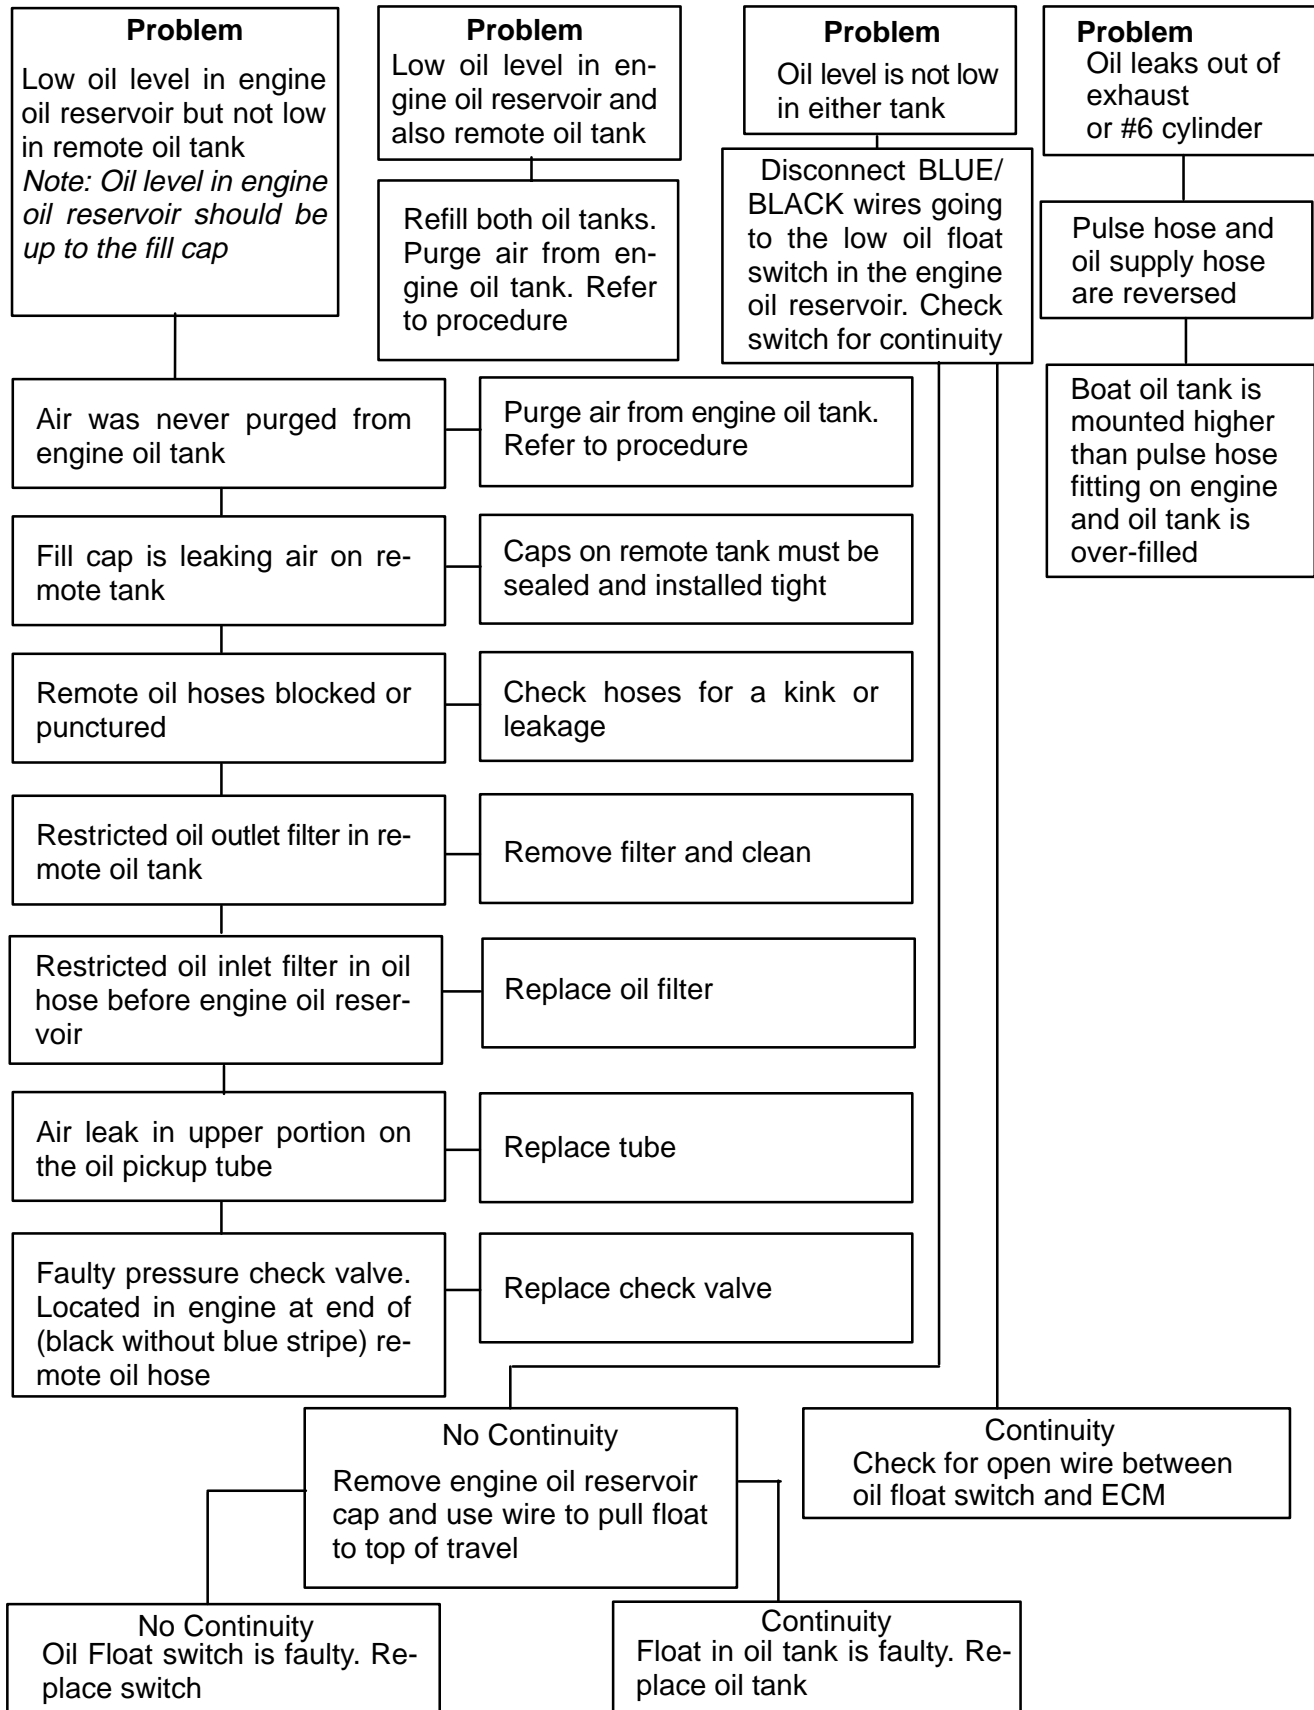 Problem
Low oil level in engine
oil reservoir but not low
in remote oil tank
Note: Oil level in engine
oil reservoir should be
up to the fill cap
Problem
Low oil level in en-
gine oil reservoir and
also remote oil tank
Refill both oil tanks.
Purge air from en-
gine oil tank. Refer
to procedure
Problem
Oil level is not low
in either tank
Disconnect BLUE/
BLACK wires going
to the low oil float
switch in the engine
oil reservoir. Check
switch for continuity
Problem
Oil leaks out of
exhaust
or #6 cylinder
Pulse hose and
oil supply hose
are reversed
Boat oil tank is
mounted higher
than pulse hose
fitting on engine
and oil tank is
over-filled
Air was never purged from
engine oil tank
Purge air from engine oil tank.
Refer to procedure
Fill cap is leaking air on re-
mote tank
Caps on remote tank must be
sealed and installed tight
Remote oil hoses blocked or
punctured
Check hoses for a kink or
leakage
Restricted oil outlet filter in re-
mote oil tank
Remove filter and clean
Restricted oil inlet filter in oil
hose before engine oil reser-
voir
Replace oil filter
Air leak in upper portion on
the oil pickup tube
Replace tube
Faulty pressure check valve.
Located in engine at end of
(black without blue stripe) re-
mote oil hose
Replace check valve
No Continuity
Remove engine oil reservoir
cap and use wire to pull float
to top of travel
Continuity
Check for open wire between
oil float switch and ECM
No Continuity
Oil Float switch is faulty. Re-
place switch
Continuity
Float in oil tank is faulty. Re-
place oil tank